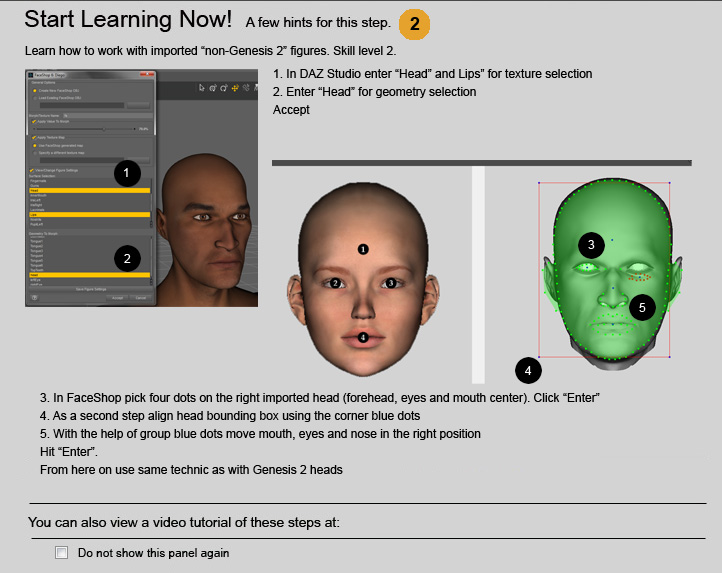 Start Learning Now! A few hints for this step. 2
Learn how to work with imported “non-Genesis 2” figures. Skill level 2.
1. In DAZ Studio enter “Head” and Lips” for texture selection
2. Enter “Head” for geometry selection
Accept
1
2
1
2
3
4
3
5
4
3. In FaceShop pick four dots on the right imported head (forehead, eyes and mouth center). Click “Enter”
4. As a second step align head bounding box using the corner blue dots
5. With the help of group blue dots move mouth, eyes and nose in the right position
Hit “Enter”.
From here on use same technic as with Genesis 2 heads
You can also view a video tutorial of these steps at:
Do not show this panel again